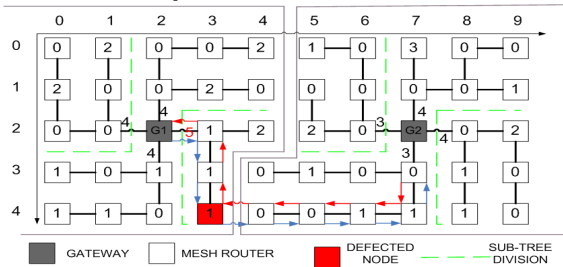 0 1 2 3 4 5 6 7 8 9
0 0 2 0 0 2 1 0 3 0 0
1 2 0 0 2 0 0 0 0 0 1
4 4 3 4
2 0 0 G1 5 1 2 2 0 G2 4 0 2
4 3
3 1 0 1 1 0 1 0 0 0 0
4 1 1 0 1 0 0 1 1 0 0
GATEWAY MESH ROUTER DEFECTED NODE SUB-TREE DIVISION